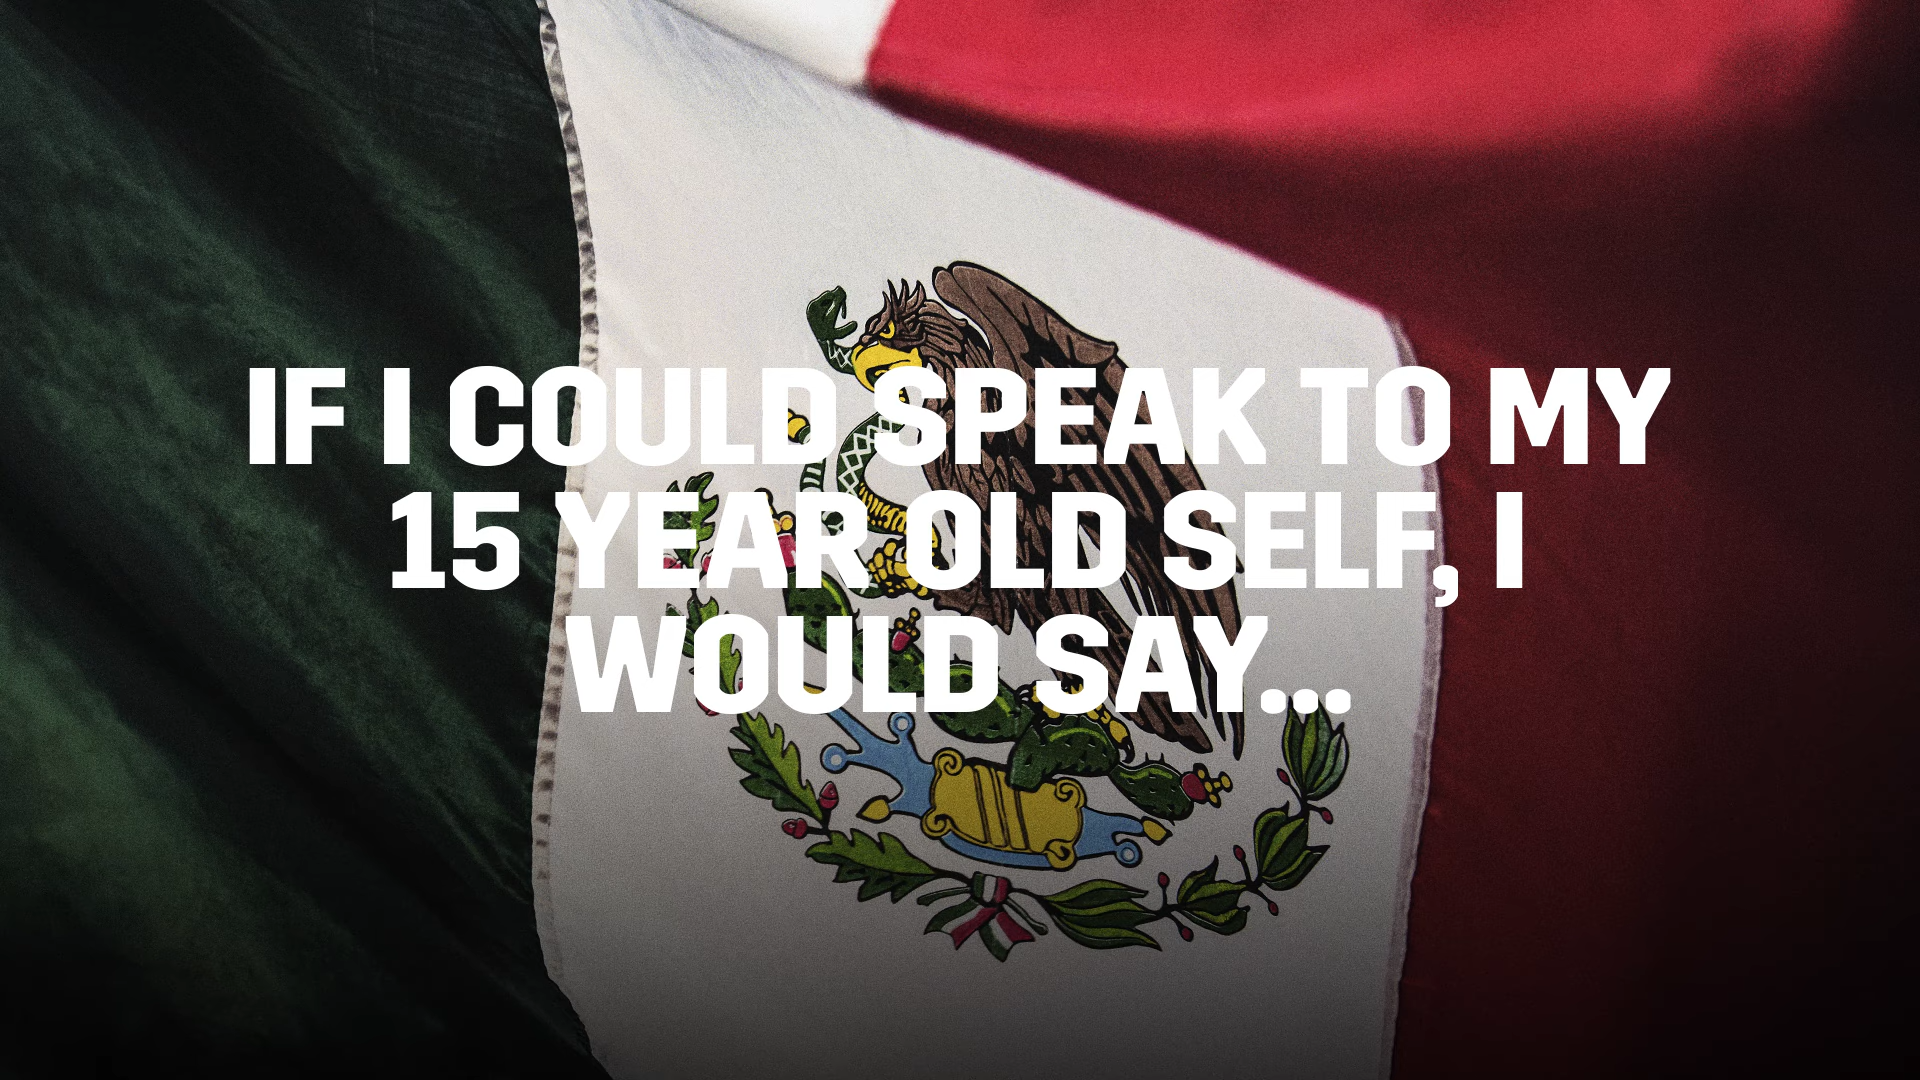 IF I COULD SPEAK TO MY
15 YEAR OLD SELF, I
WOULD SAY...